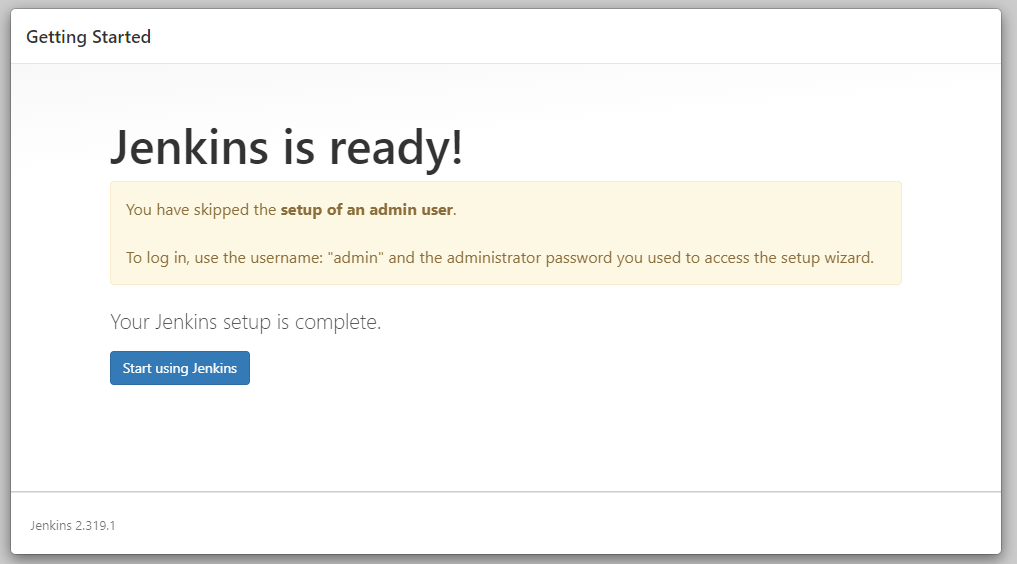 Getting Started
Jenkins is ready!
You have skipped the setup of an admin user.
To log in, use the username: "admin" and the administrator password you used to access the setup wizard.
Your Jenkins setup is complete.
Start using Jenkins
Jenkins 2.319.1